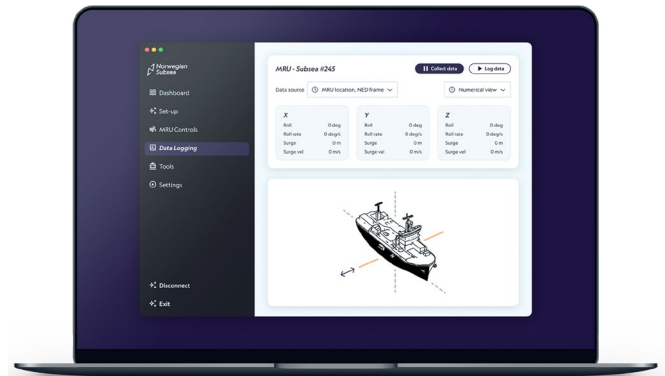 Norwegian
Subsea
Dashboard
Set-up
MRU Controls
Data Logging
Tools
Settings
Disconnect
Exit
MRU - Subsea #245
Collect data
Log data
Data source
MRU location, NED frame
Numerical view
X
Roll 0 deg
Roll rate 0 deg/s
Surge 0 m
Surge vel 0 m/s
Y
Roll 0 deg
Roll rate 0 deg/s
Surge 0 m
Surge vel 0 m/s
Z
Roll 0 deg
Roll rate 0 deg/s
Surge 0 m
Surge vel 0 m/s